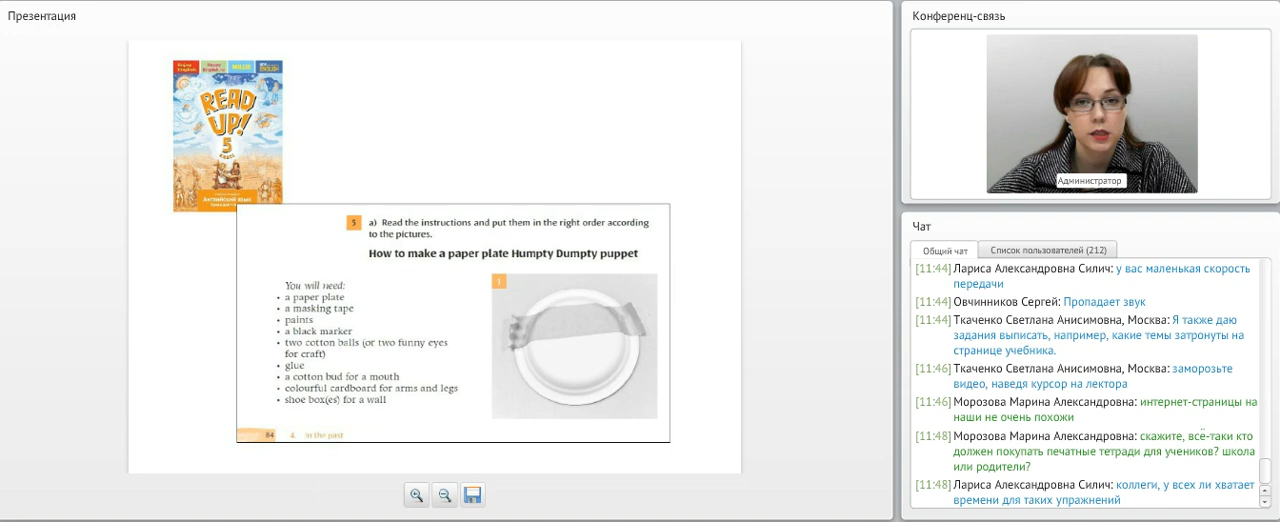 Презентация
READ
UP!
5
5 a) Read the instructions and put them in the right order according
to the pictures.
How to make a paper plate Humpty Dumpty puppet
You will need:
• a paper plate
• a masking tape
• paints
• a black marker
• two cotton balls (or two funny eyes
for craft)
• glue
• a cotton bud for a mouth
• colourful cardboard for arms and legs
• shoe box(es) for a wall
1
84 4. In the past
Конференц-связь
Администратор
Чат
Общий чат
Список пользователей (212)
[11:44] Лариса Александровна Силич: у вас маленькая скорость
передачи
[11:44] Овчинников Сергей: Пропадает звук
[11:44] Ткаченко Светлана Анисимовна, Москва: Я также даю
задания выписать, например, какие темы затронуты на
странице учебника.
[11:46] Ткаченко Светлана Анисимовна, Москва: заморозьте
видео, наведя курсор на лектора
[11:46] Морозова Марина Александровна: интернет-страницы на
наши не очень похожи
[11:48] Морозова Марина Александровна: скажите, всё-таки кто
должен покупать печатные тетради для учеников? школа
или родители?
[11:48] Лариса Александровна Силич: коллеги, у всех ли хватает
времени для таких упражнений